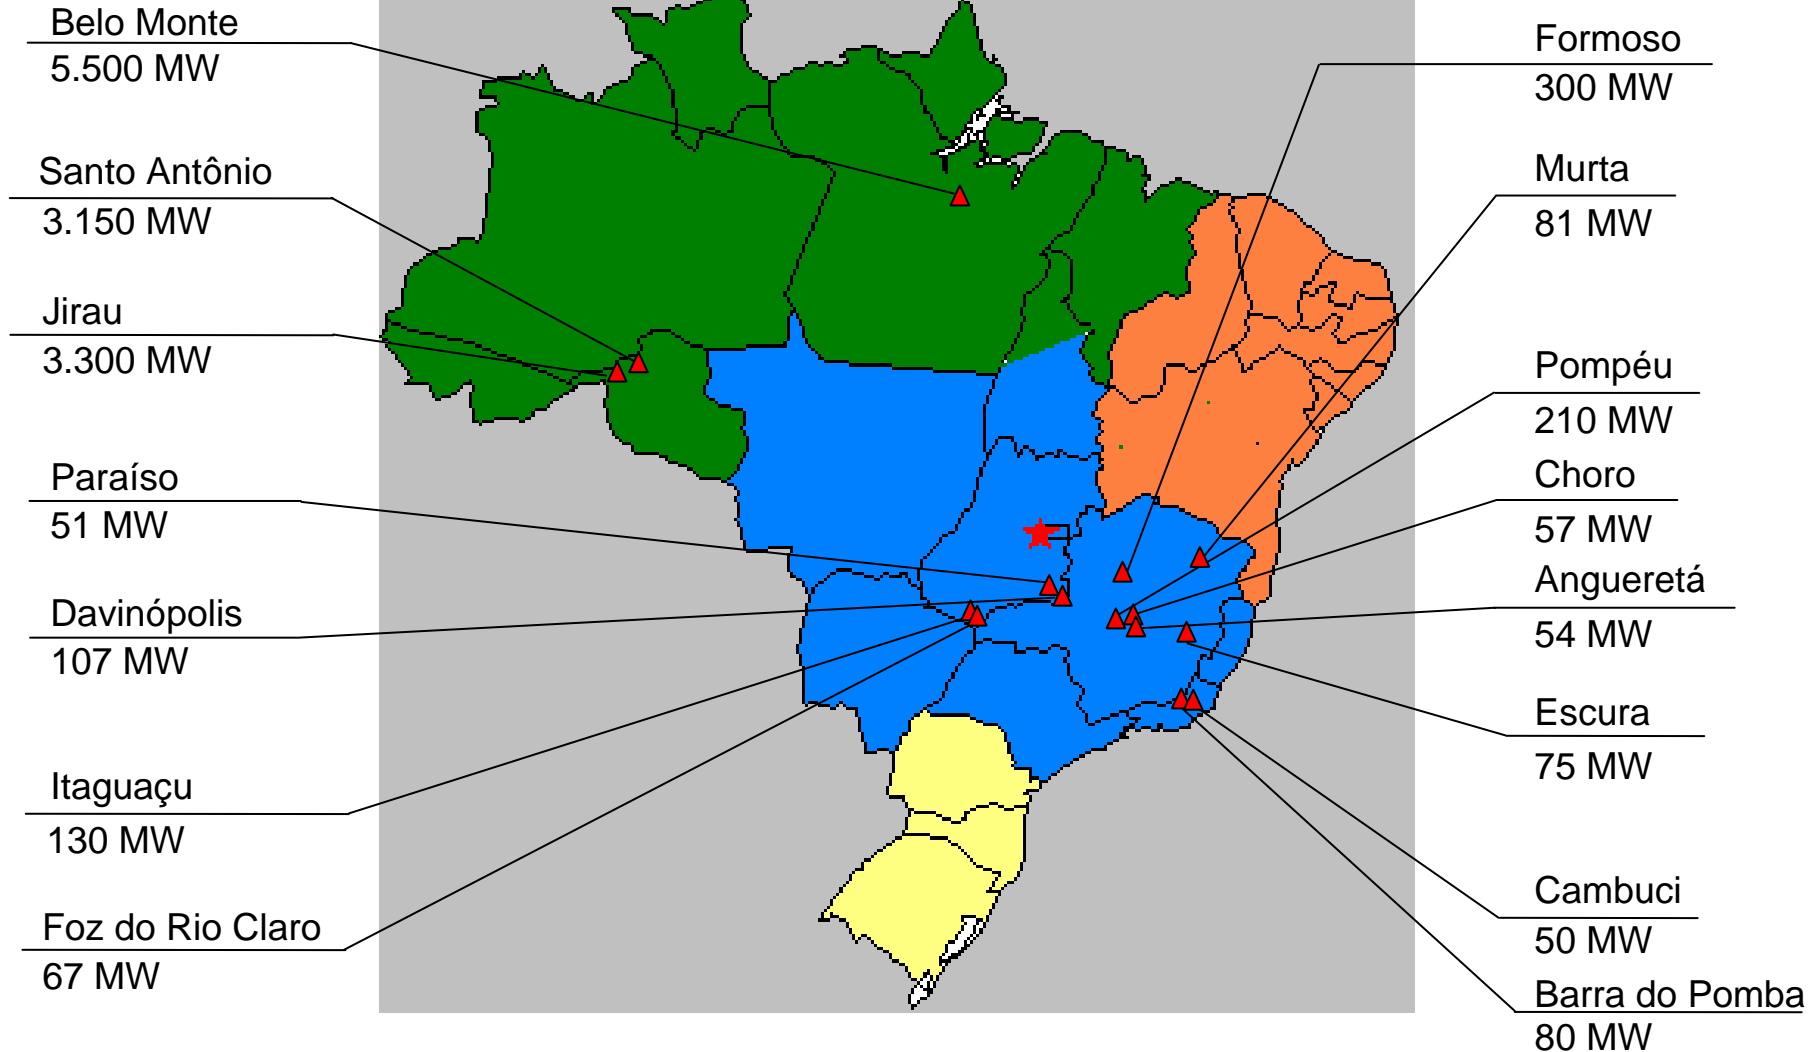 Belo Monte
5.500 MW
Santo Antônio
3.150 MW
Jirau
3.300 MW
Paraíso
51 MW
Davinópolis
107 MW
Itaguaçu
130 MW
Foz do Rio Claro
67 MW
Formoso
300 MW
Murta
81 MW
Pompéu
210 MW
Choro
57 MW
Angueretá
54 MW
Escura
75 MW
Cambuci
50 MW
Barra do Pomba
80 MW